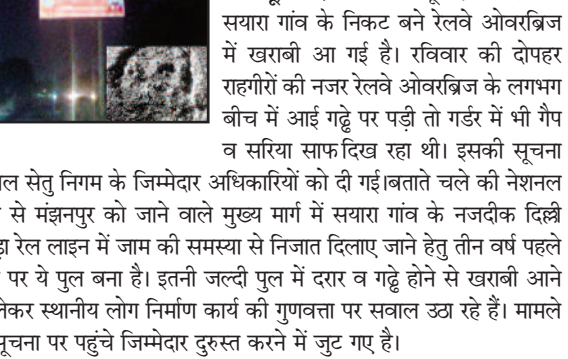 सयारा गांव के निकट बने रेलवे ओवरब्रिज
में खराबी आ गई है। रविवार की दोपहर
राहगीरों की नजर रेलवे ओवरब्रिज के लगभग
बीच में आई गढ्ढे पर पड़ी तो गर्डर में भी गैप
व सरिया साफ दिख रहा थी। इसकी सूचना
सेतु निगम के जिम्मेदार अधिकारियों को दी गई।बताते चले की नेशनल
से मंझनपुर को जाने वाले मुख्य मार्ग में सयारा गांव के नजदीक दिल्ली
रेल लाइन में जाम की समस्या से निजात दिलाए जाने हेतु तीन वर्ष पहले
पर ये पुल बना है। इतनी जल्दी पुल में दरार व गढ्ढे होने से खराबी आने
लेकर स्थानीय लोग निर्माण कार्य की गुणवत्ता पर सवाल उठा रहे हैं। मामले
सूचना पर पहुंचे जिम्मेदार दुरुस्त करने में जुट गए है।